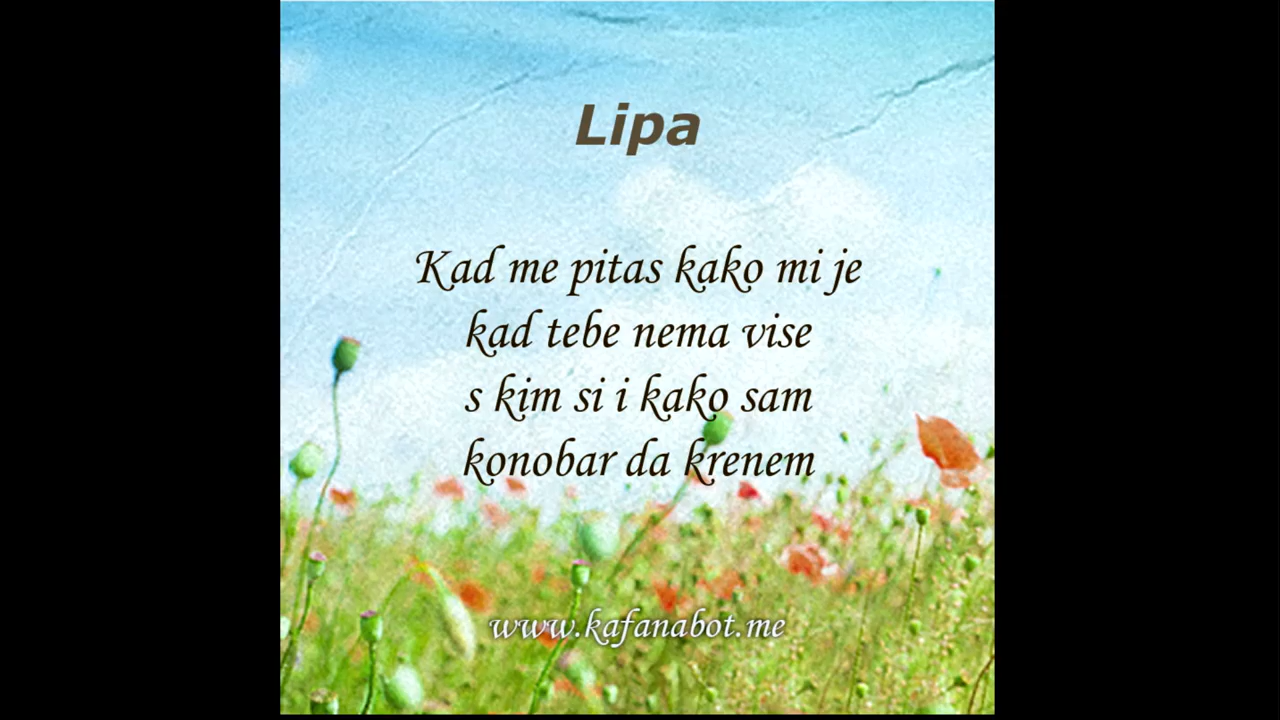 Lipa
Kad me pitas kako mi je
kad tebe nema vise
s kim si i kako sam
konobar da krenem
www.kafanabot.me